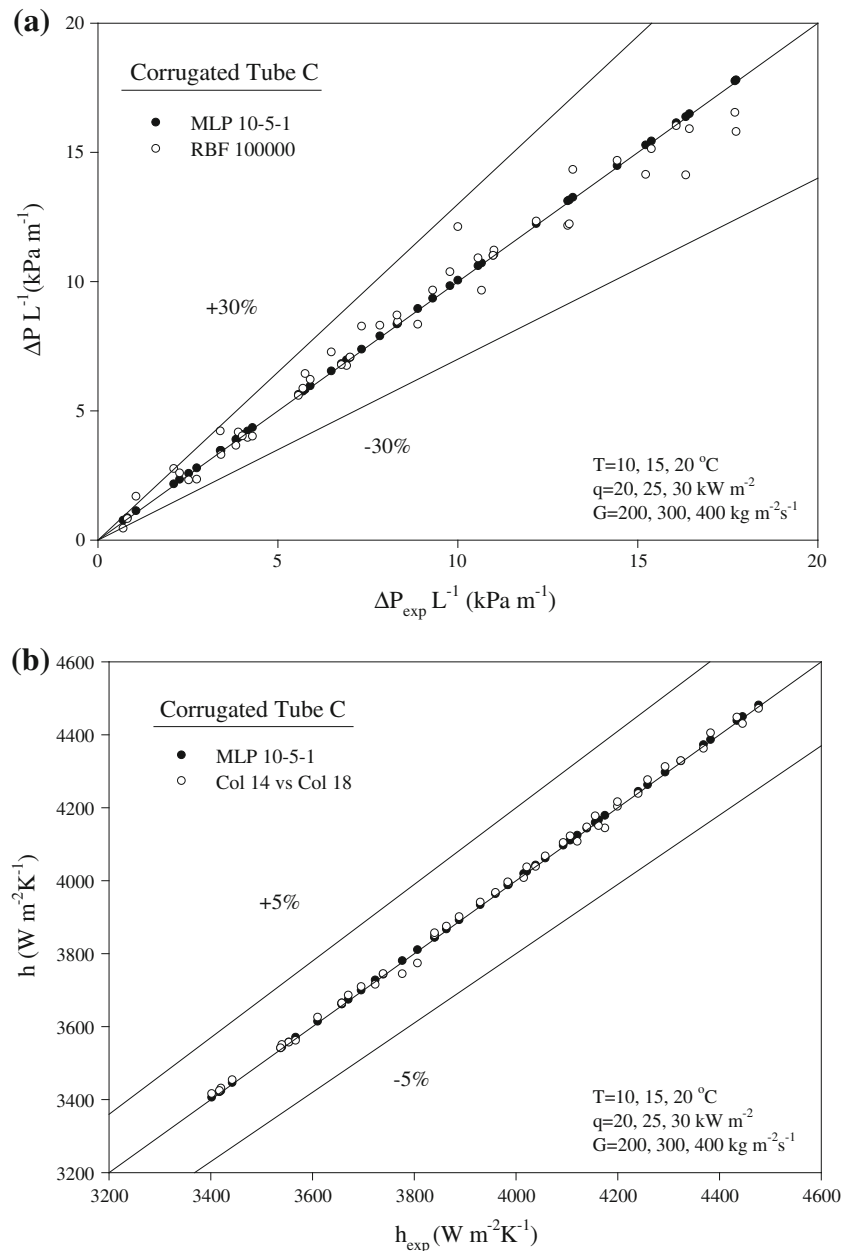 (a)
20
15
10
5
0
ΔP L⁻¹ (kPa m⁻¹)
Corrugated Tube C
MLP 10-5-1
RBF 100000
+30%
-30%
T=10, 15, 20 °C
q=20, 25, 30 kW m⁻²
G=200, 300, 400 kg m⁻²s⁻¹
0 5 10 15 20
ΔP_exp L⁻¹ (kPa m⁻¹)
(b)
4600
4400
4200
4000
3800
3600
3400
3200
h (W m⁻²K⁻¹)
Corrugated Tube C
MLP 10-5-1
Col 14 vs Col 18
+5%
-5%
T=10, 15, 20 °C
q=20, 25, 30 kW m⁻²
G=200, 300, 400 kg m⁻²s⁻¹
3200 3400 3600 3800 4000 4200 4400 4600
h_exp (W m⁻²K⁻¹)